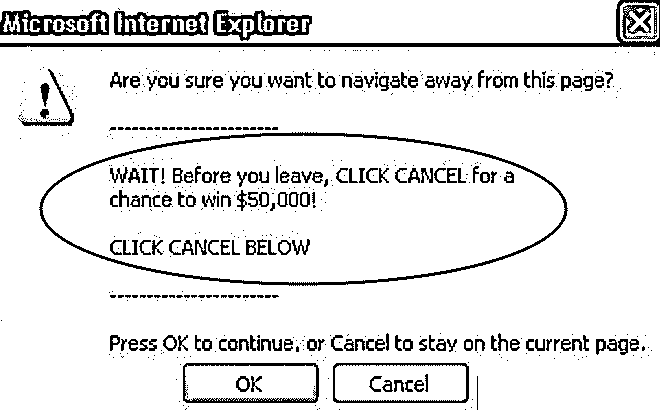 Microsoft Internet Explorer
Are you sure you want to navigate away from this page?
-------------------
WAIT! Before you leave, CLICK CANCEL for a
chance to win $50,000!
CLICK CANCEL BELOW
-------------------
Press OK to continue, or Cancel to stay on the current page.
OK Cancel